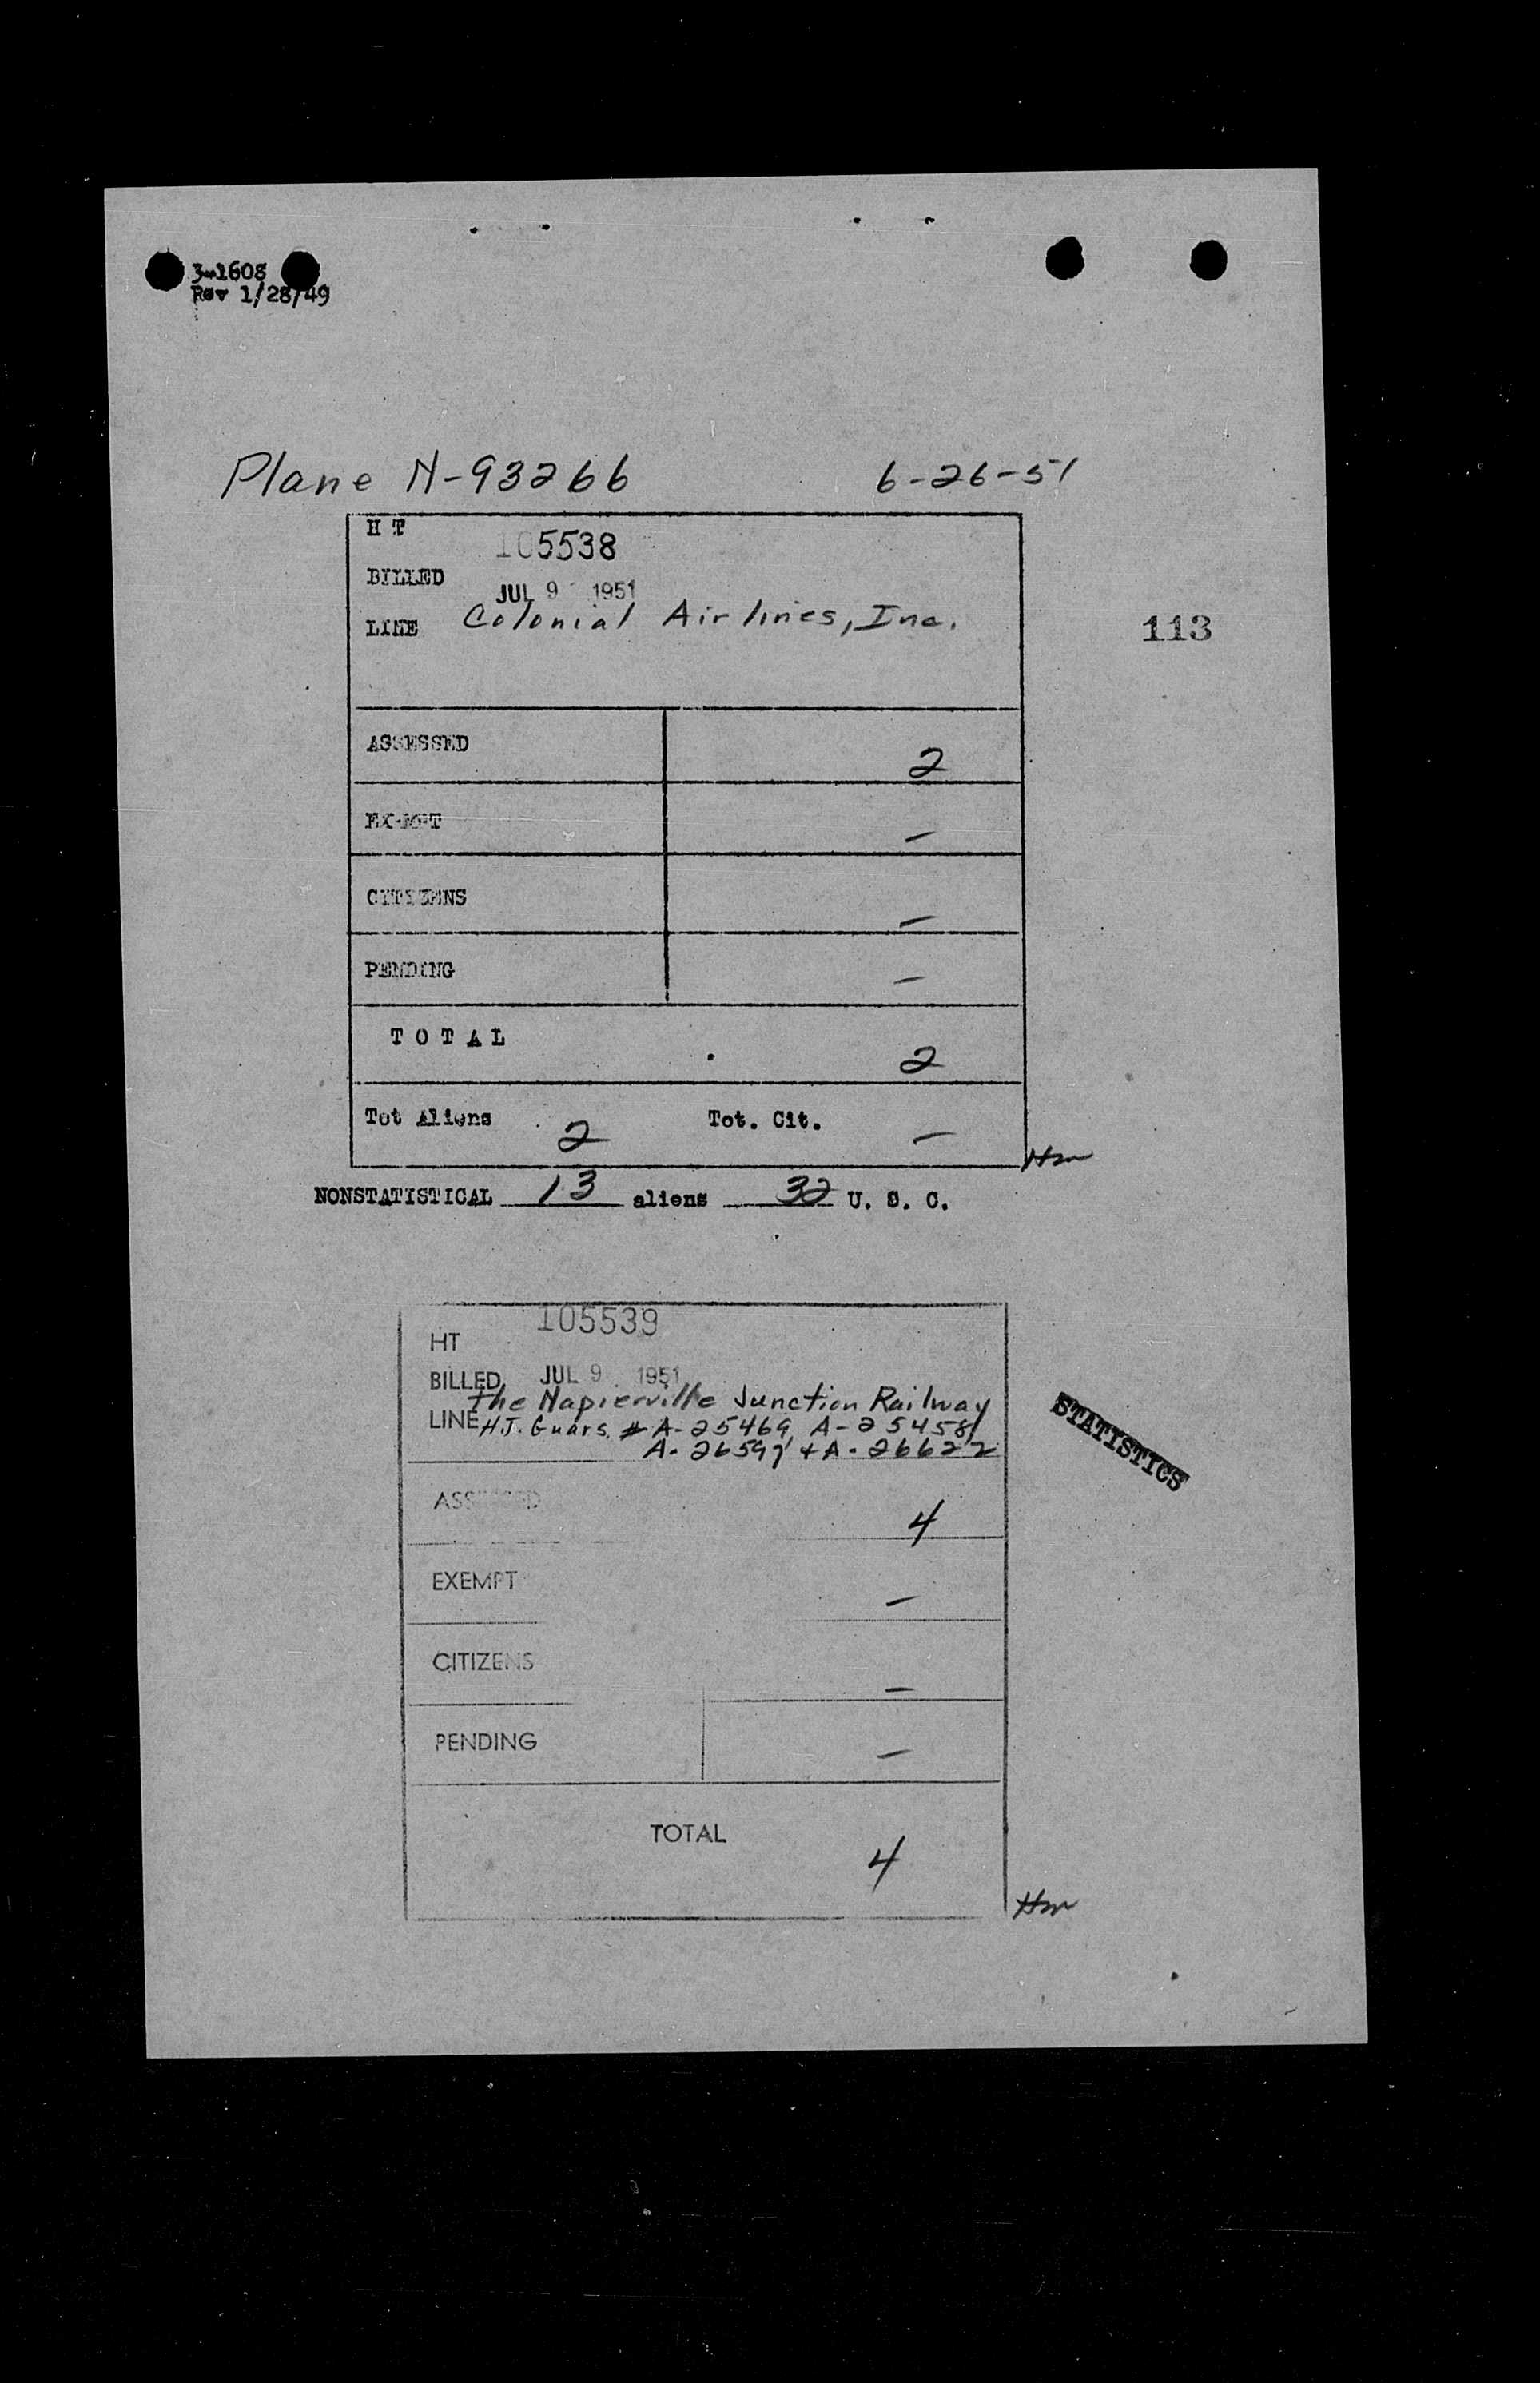 3-1608
Rev 1/28/49
Plane N-93266 6-26-51
H T 105538
BILLED JUL 9 1951
LINE Colonial Airlines, Inc.
113
ASSESSED 2
EXEMPT –
CITIZENS –
PENDING –
T O T A L 2
Tot Aliens 2 Tot. Cit. –
Hm
NONSTATISTICAL 13 aliens 32 U. S. C.
HT 105539
BILLED JUL 9 1951
The Napierville Junction Railway
LINE H.T. Guars. # A-25469, A-25458,
A-26597 + A-26622
STATISTICS
ASSESSED 4
EXEMPT –
CITIZENS –
PENDING –
TOTAL 4
Hm